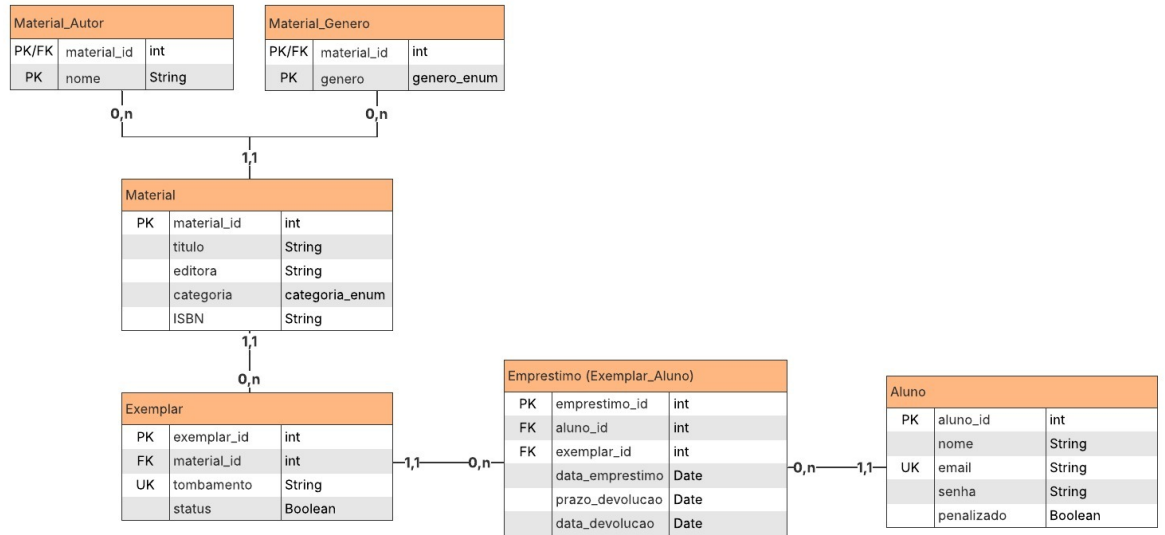 Material_Autor
PK/FK material_id int
PK nome String
Material_Genero
PK/FK material_id int
PK genero genero_enum
0,n
0,n
1,1
Material
PK material_id int
titulo String
editora String
categoria categoria_enum
ISBN String
1,1
0,n
Exemplar
PK exemplar_id int
FK material_id int
UK tombamento String
status Boolean
1,1
0,n
Emprestimo (Exemplar_Aluno)
PK emprestimo_id int
FK aluno_id int
FK exemplar_id int
data_emprestimo Date
prazo_devolucao Date
data_devolucao Date
0,n
1,1
Aluno
PK aluno_id int
nome String
UK email String
senha String
penalizado Boolean